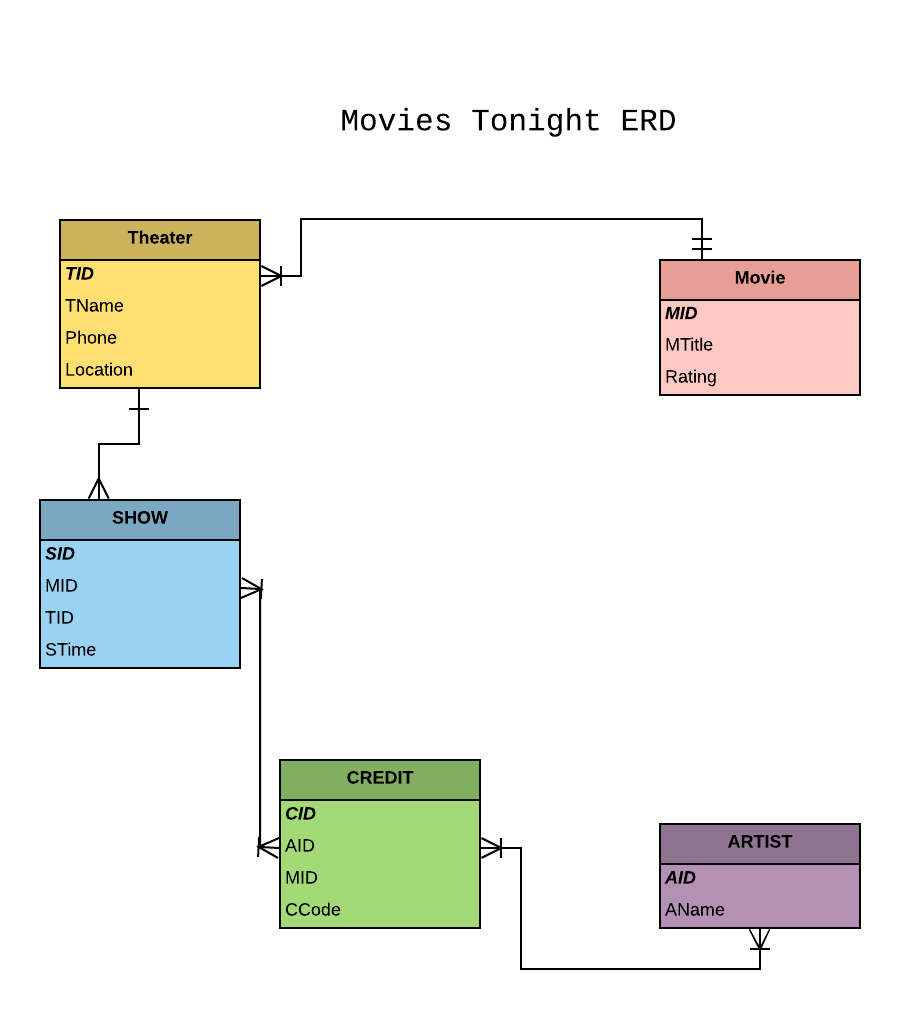 Movies Tonight ERD
Theater
TID
TName
Phone
Location
Movie
MID
MTitle
Rating
SHOW
SID
MID
TID
STime
CREDIT
CID
AID
MID
CCode
ARTIST
AID
AName